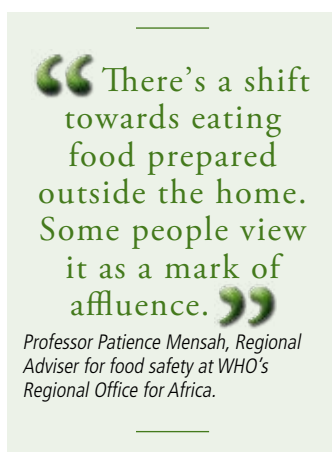 “There’s a shift
towards eating
food prepared
outside the home.
Some people view
it as a mark of
affluence.”
Professor Patience Mensah, Regional
Adviser for food safety at WHO’s
Regional Office for Africa.